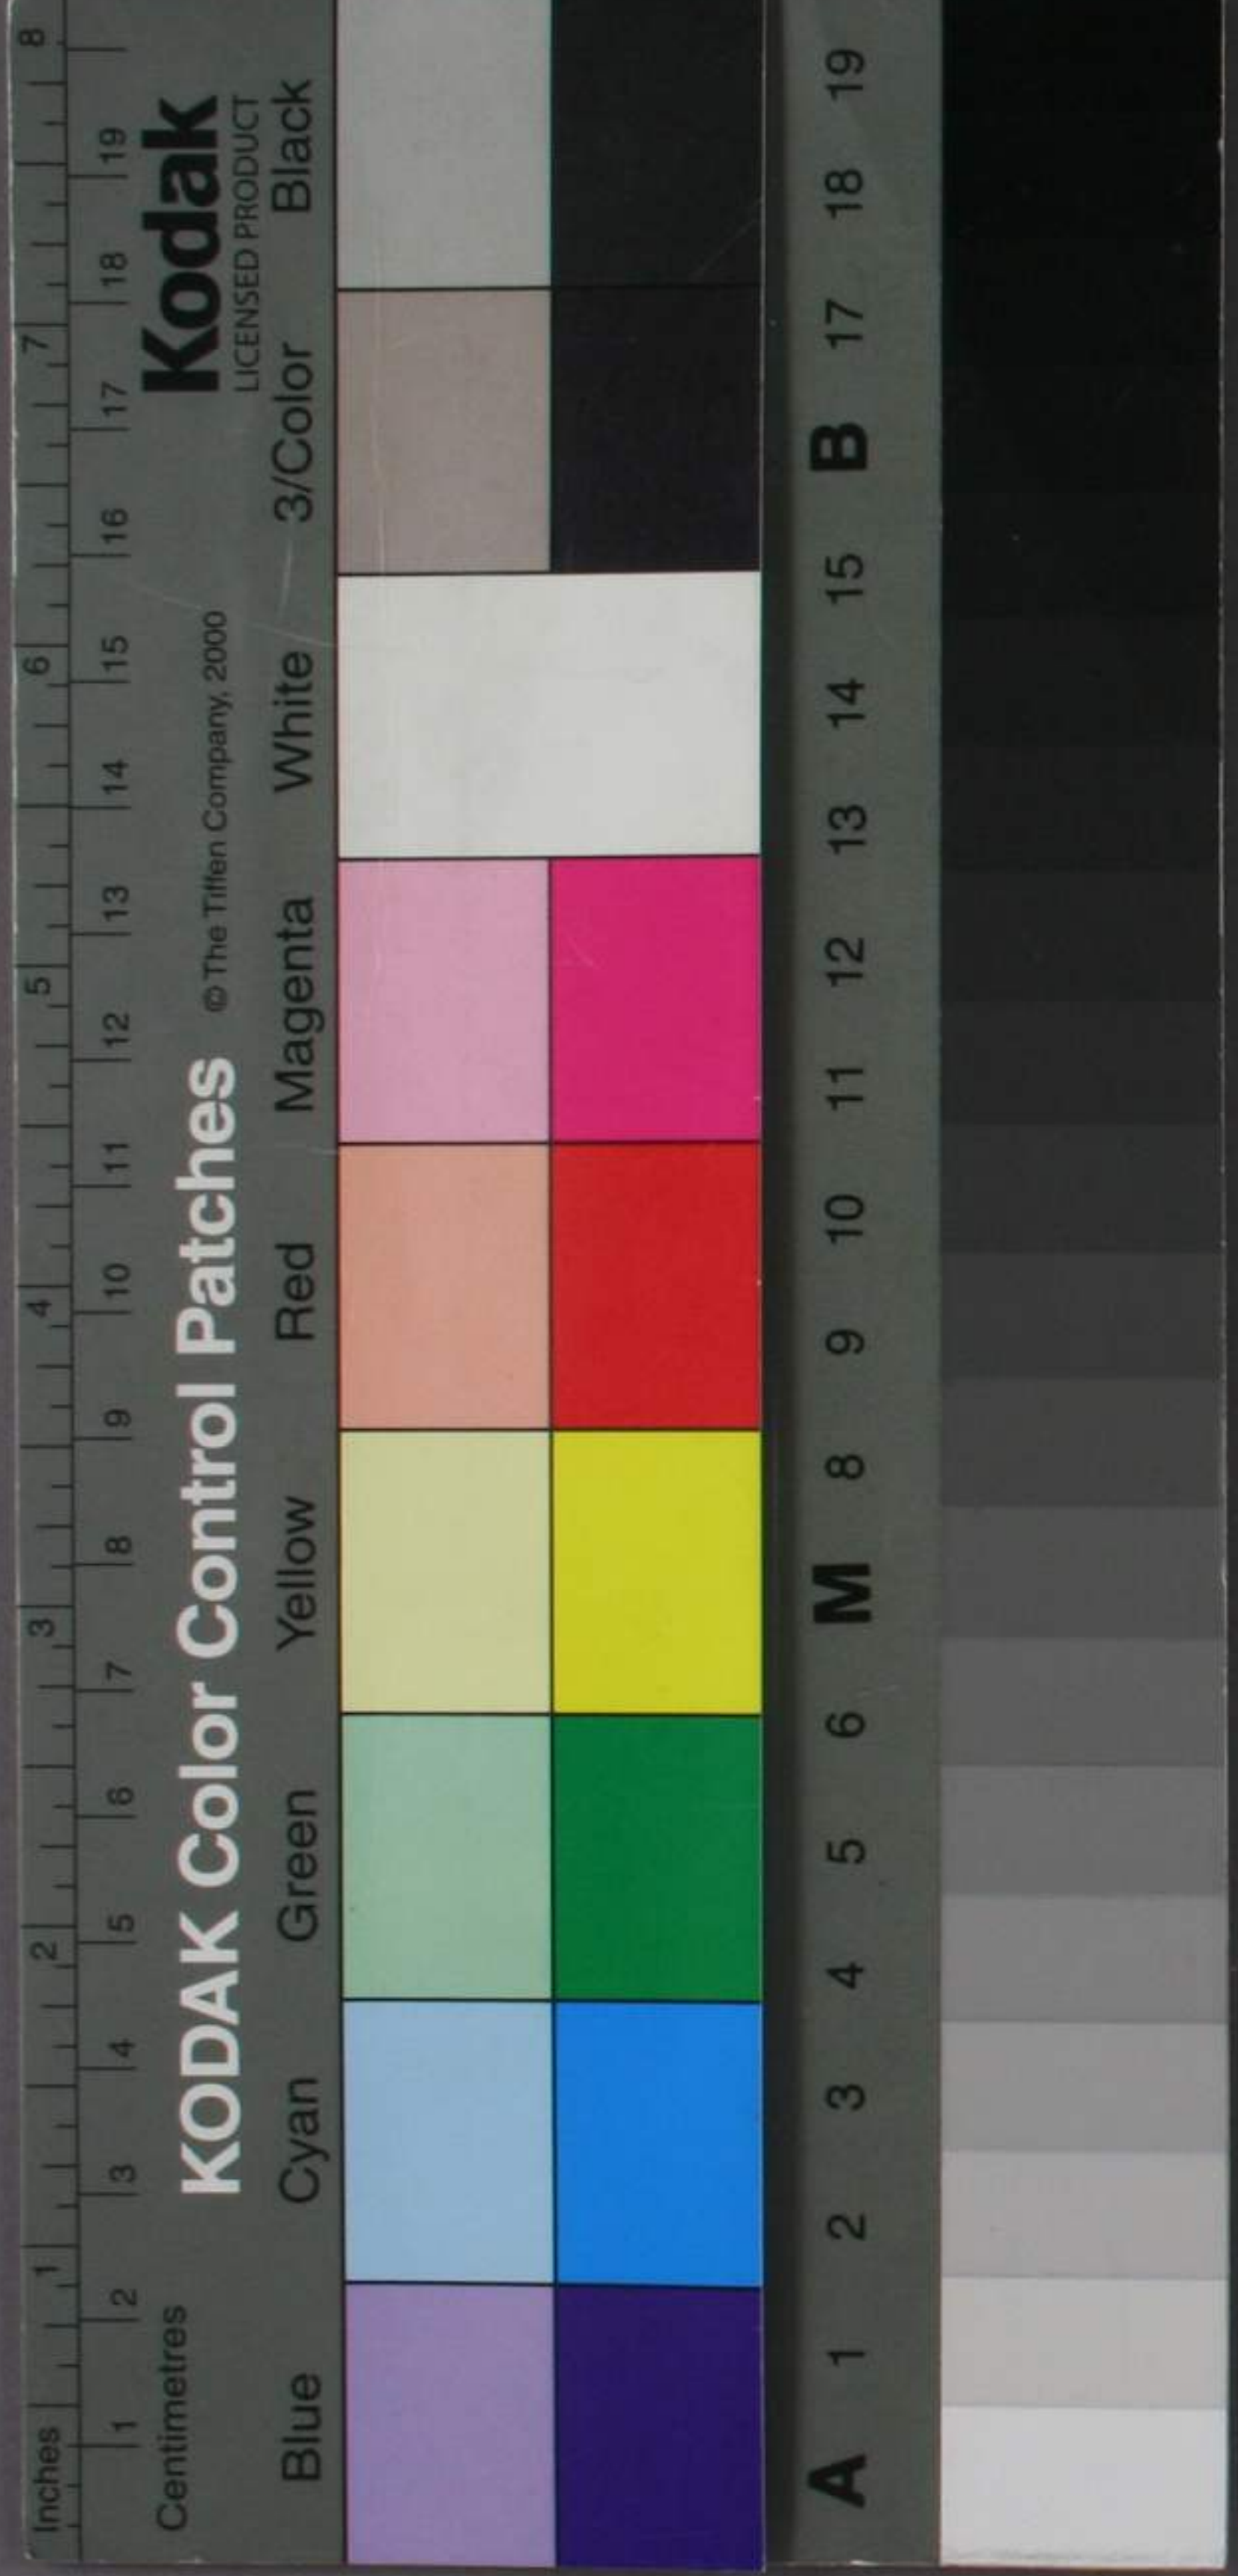 Inches 1 2 3 4 5 6 7 8
1 2 3 4 5 6 7 8 9 10 11 12 13 14 15 16 17 18 19
Centimetres
KODAK Color Control Patches © The Tiffen Company, 2000
Kodak
LICENSED PRODUCT
Blue Cyan Green Yellow Red Magenta White 3/Color Black
A 1 2 3 4 5 6 M 8 9 10 11 12 13 14 15 B 17 18 19